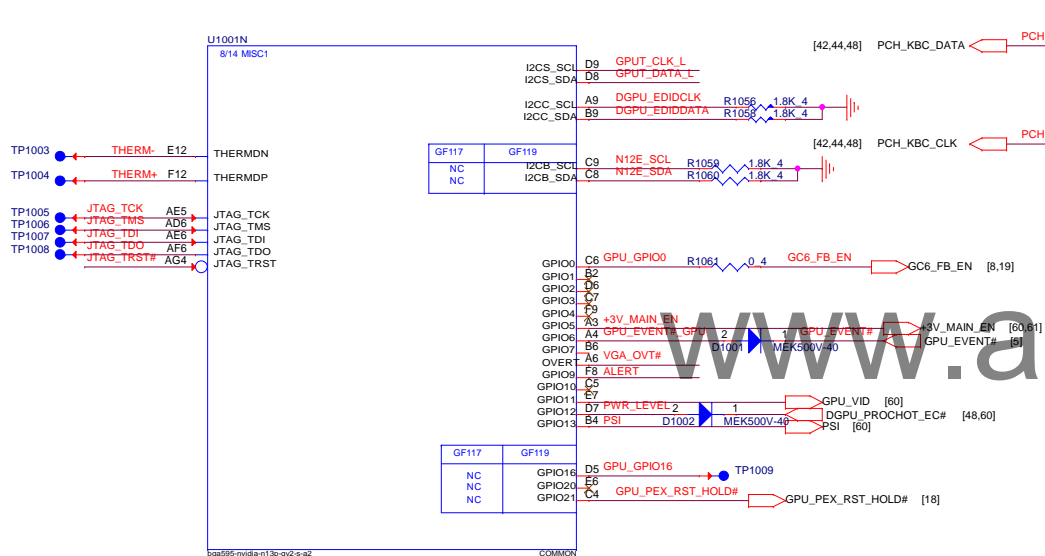 U1001N
8/14 MISC1
[42,44,48] PCH_KBC_DATA PCH
I2CS_SCL D9 GPUT_CLK_L
I2CS_SDA D8 GPUT_DATA_L
I2CC_SCL A9 DGPU_EDIDCLK R1056 1.8K_4
I2CC_SDA B9 DGPU_EDIDDATA R1058 1.8K_4
[42,44,48] PCH_KBC_CLK PCH
TP1003 THERM- E12 THERMDN
GF117 GF119
NC
NC
I2CB_SCL C9 N12E_SCL R1059 1.8K_4
I2CB_SDA C8 N12E_SDA R1060 1.8K_4
TP1004 THERM+ F12 THERMDP
TP1005 JTAG_TCK AE5 JTAG_TCK
TP1006 JTAG_TMS AD6 JTAG_TMS
TP1007 JTAG_TDI AE6 JTAG_TDI
TP1008 JTAG_TDO AF6 JTAG_TDO
JTAG_TRST# AG4 JTAG_TRST
GPIO0 C6 GPU_GPIO0 R1061 0_4 GC6_FB_EN GC6_FB_EN [8,19]
GPIO1 B2
GPIO2 D6
GPIO3 C7
GPIO4 F9
GPIO5 A3 +3V_MAIN_EN +3V_MAIN_EN [60,61]
GPIO6 A4 GPU_EVENT#_GPU 2 D1001 1 MEK500V-40 GPU_EVENT# GPU_EVENT# [5]
GPIO7 B6
OVERT A6 VGA_OVT#
GPIO9 F8 ALERT
GPIO10 C5
GPIO11 E7 GPU_VID [60]
GPIO12 D7 PWR_LEVEL 2 D1002 1 MEK500V-40 DGPU_PROCHOT_EC# [48,60]
GPIO13 B4 PSI PSI [60]
www.a
GF117 GF119
NC
NC
NC
GPIO16 D5 GPU_GPIO16 TP1009
GPIO20 E6
GPIO21 C4 GPU_PEX_RST_HOLD# GPU_PEX_RST_HOLD# [18]
bga595-nvidia-n13p-gv2-s-a2 COMMON